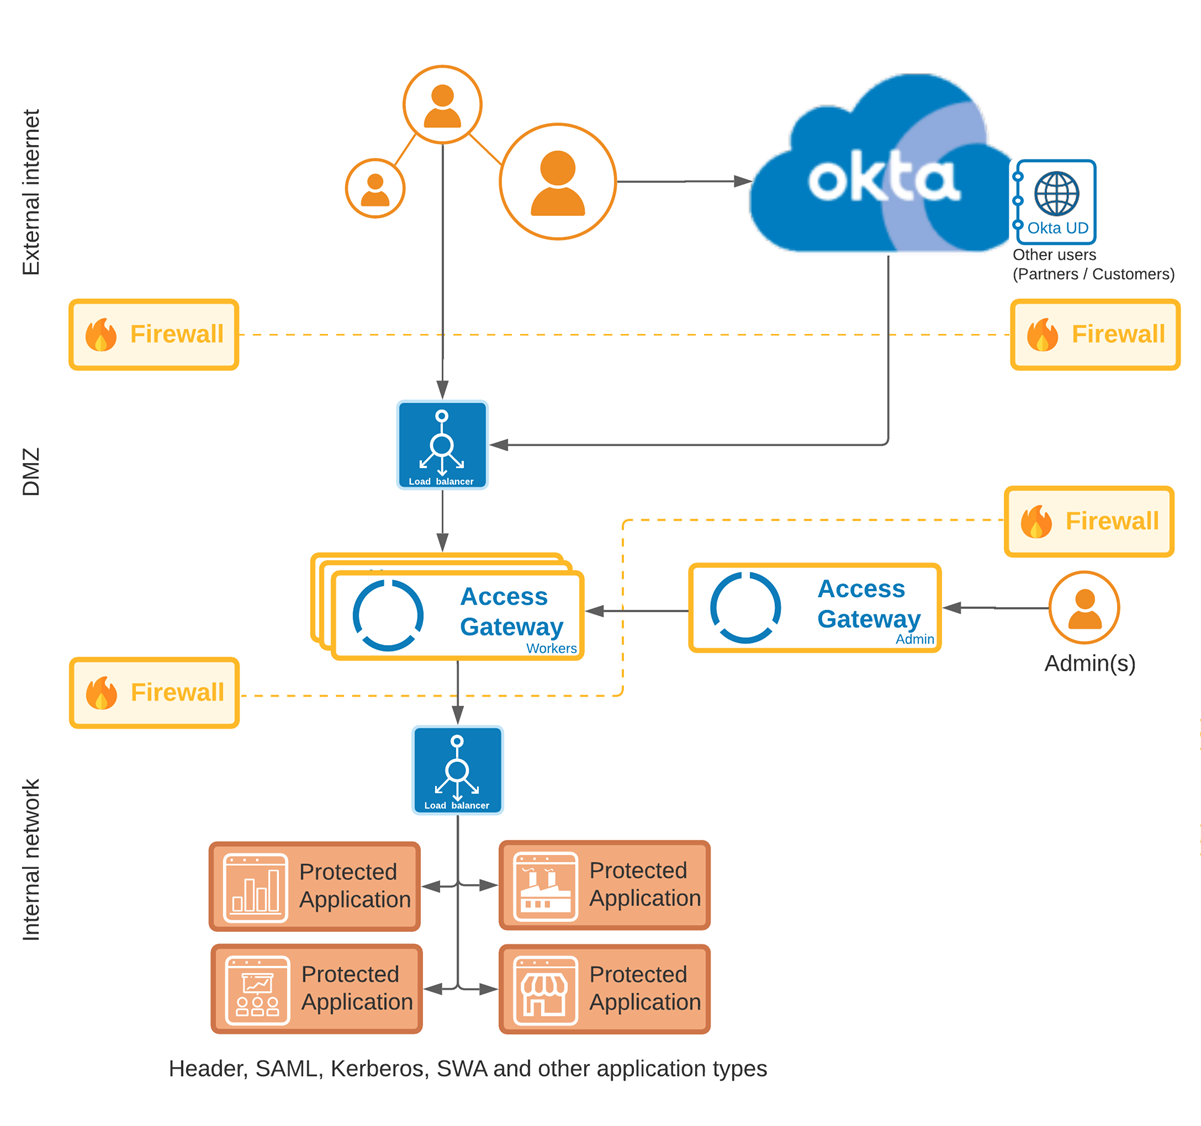 External internet
okta
Okta UD
Other users
(Partners / Customers)
Firewall
Firewall
DMZ
Load balancer
Firewall
Access
Gateway
Workers
Access
Gateway
Admin
Admin(s)
Firewall
Internal network
Load balancer
Protected
Application
Protected
Application
Protected
Application
Protected
Application
Header, SAML, Kerberos, SWA and other application types